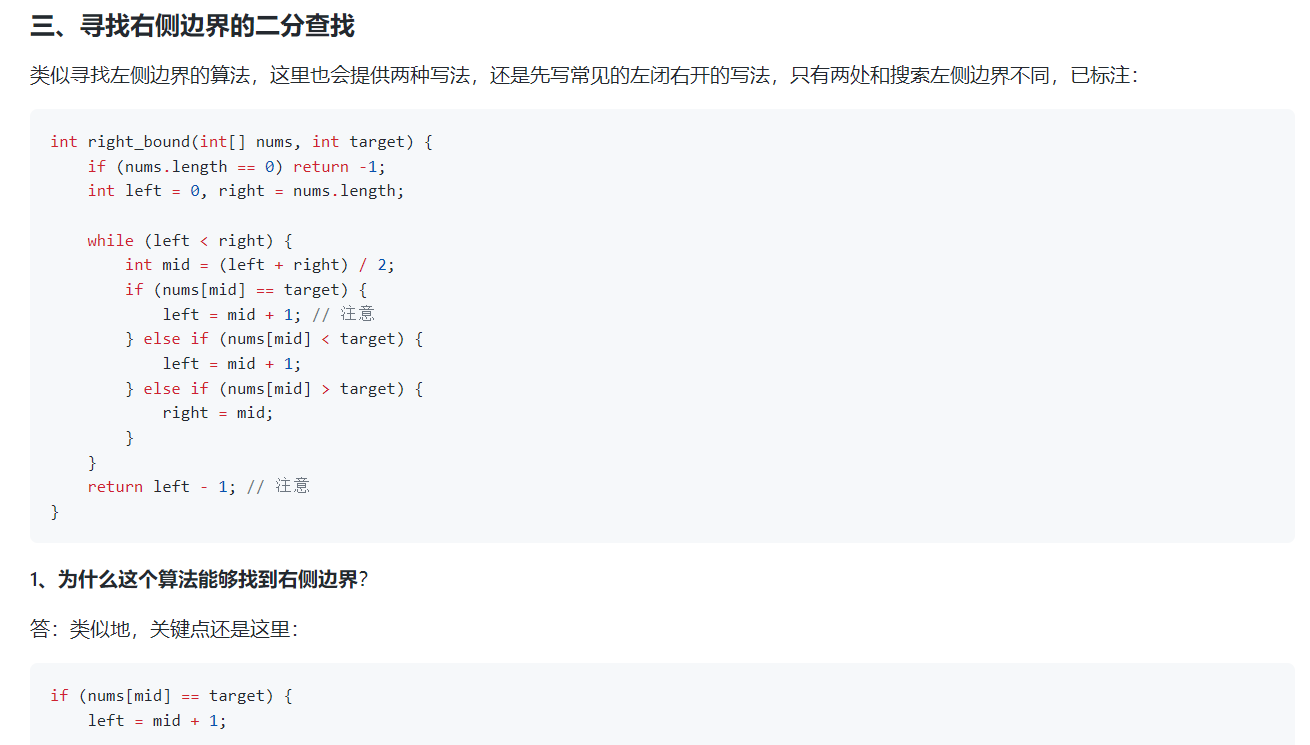 三、寻找右侧边界的二分查找
类似寻找左侧边界的算法，这里也会提供两种写法，还是先写常见的左闭右开的写法，只有两处和搜索左侧边界不同，已标注：
int right_bound(int[] nums, int target) {
    if (nums.length == 0) return -1;
    int left = 0, right = nums.length;

    while (left < right) {
        int mid = (left + right) / 2;
        if (nums[mid] == target) {
            left = mid + 1; // 注意
        } else if (nums[mid] < target) {
            left = mid + 1;
        } else if (nums[mid] > target) {
            right = mid;
        }
    }
    return left - 1; // 注意
}
1、为什么这个算法能够找到右侧边界？
答：类似地，关键点还是这里：
if (nums[mid] == target) {
    left = mid + 1;